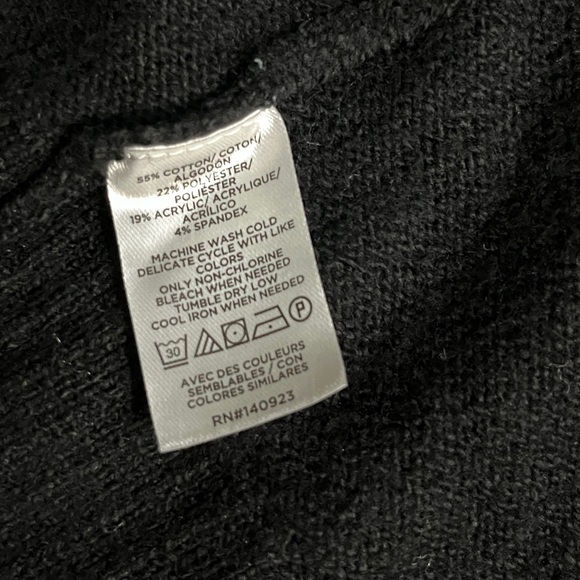 55% COTTON/ COTON/
ALGODÓN
22% POLYESTER/
POLIÉSTER
19% ACRYLIC/ ACRYLIQUE/
ACRÍLICO
4% SPANDEX
MACHINE WASH COLD
DELICATE CYCLE WITH LIKE
COLORS
ONLY NON-CHLORINE
BLEACH WHEN NEEDED
TUMBLE DRY LOW
COOL IRON WHEN NEEDED
30 P
AVEC DES COULEURS
SEMBLABLES / CON
COLORES SIMILARES
RN#140923